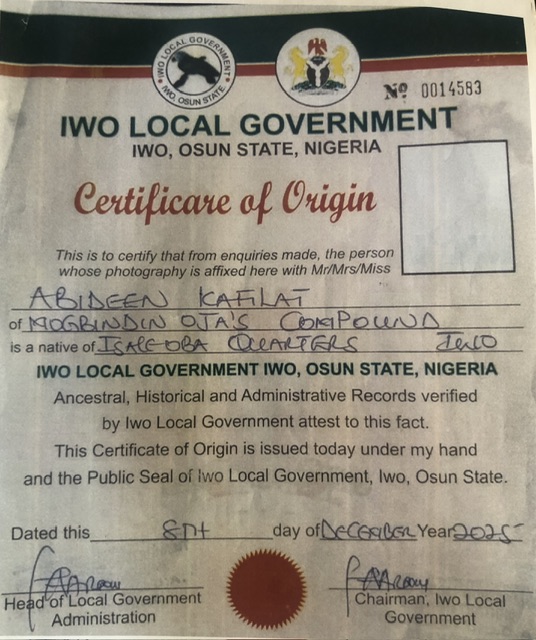 IWO LOCAL GOVERNMENT
IWO, OSUN STATE.
Nº 0014583
IWO LOCAL GOVERNMENT
IWO, OSUN STATE, NIGERIA
Certificare of Origin
This is to certify that from enquiries made, the person
whose photography is affixed here with Mr/Mrs/Miss
ABIDEEN KAFILAT
of MOGBINDIN OJA'S COMPOUND
is a native of ISALEOBA QUARTERS IWO
IWO LOCAL GOVERNMENT IWO, OSUN STATE, NIGERIA
Ancestral, Historical and Administrative Records verified
by Iwo Local Government attest to this fact.
This Certificate of Origin is issued today under my hand
and the Public Seal of Iwo Local Government, Iwo, Osun State.
Dated this 8th day of DECEMBER Year 2025
Head of Local Government Chairman, Iwo Local
Administration Government